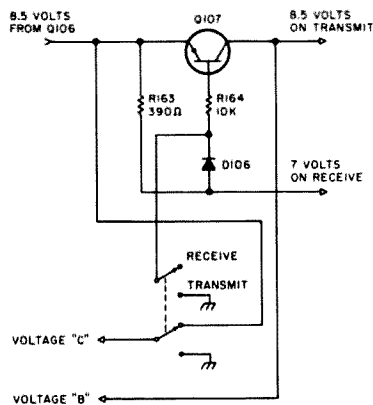 8.5 VOLTS
FROM Q106
Q107
8.5 VOLTS
ON TRANSMIT
R163
390Ω
R164
10K
D106
7 VOLTS
ON RECEIVE
RECEIVE
TRANSMIT
VOLTAGE "C"
VOLTAGE "B"